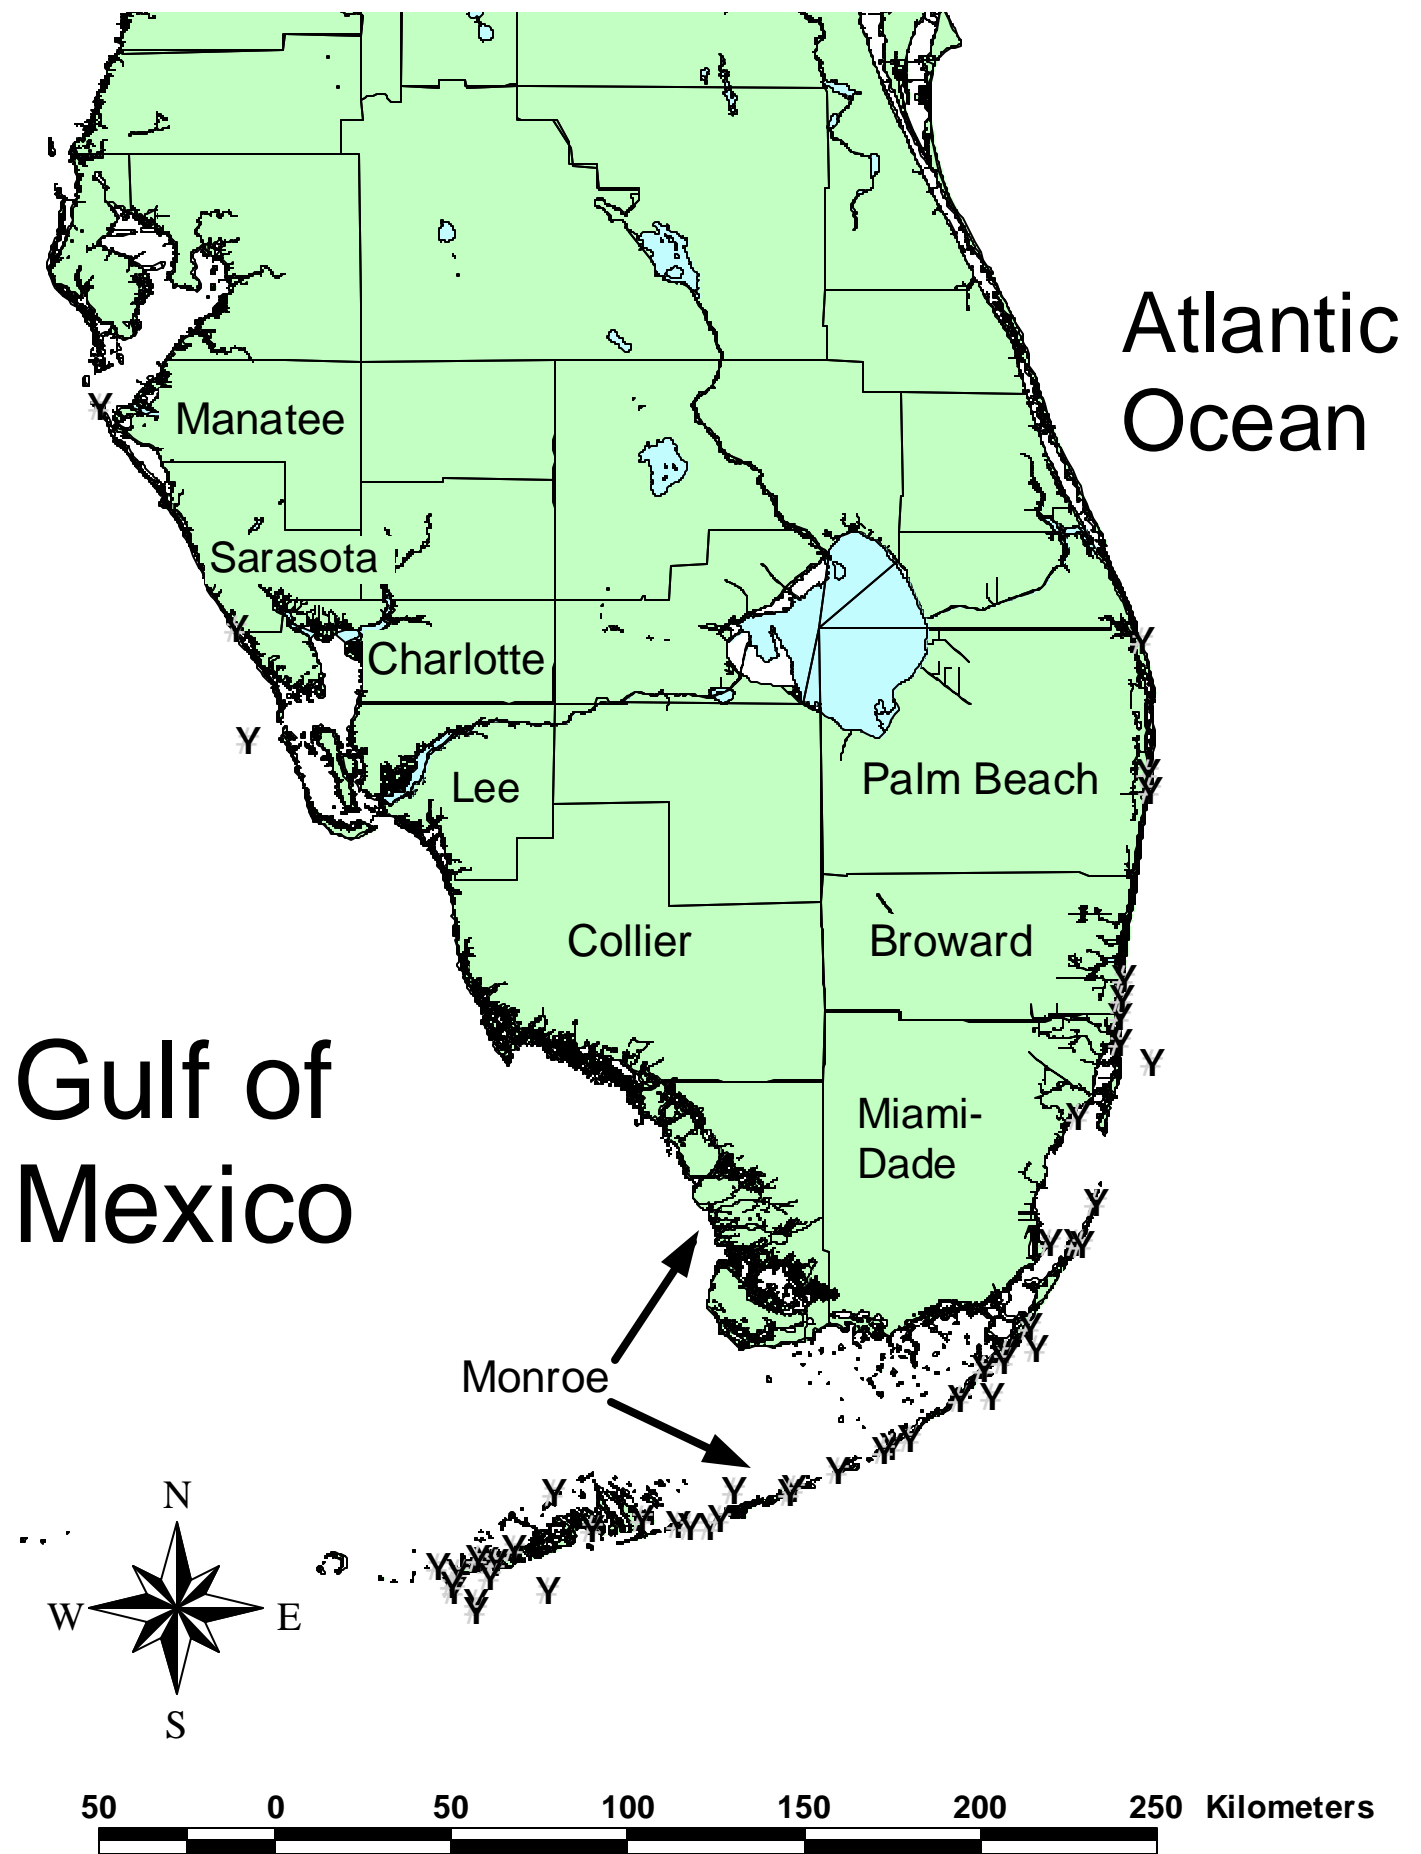 Atlantic
Ocean
Manatee
Sarasota
Charlotte
Lee
Palm Beach
Collier
Broward
Gulf of
Mexico
Miami-
Dade
Monroe
N
W
E
S
50 0 50 100 150 200 250 Kilometers